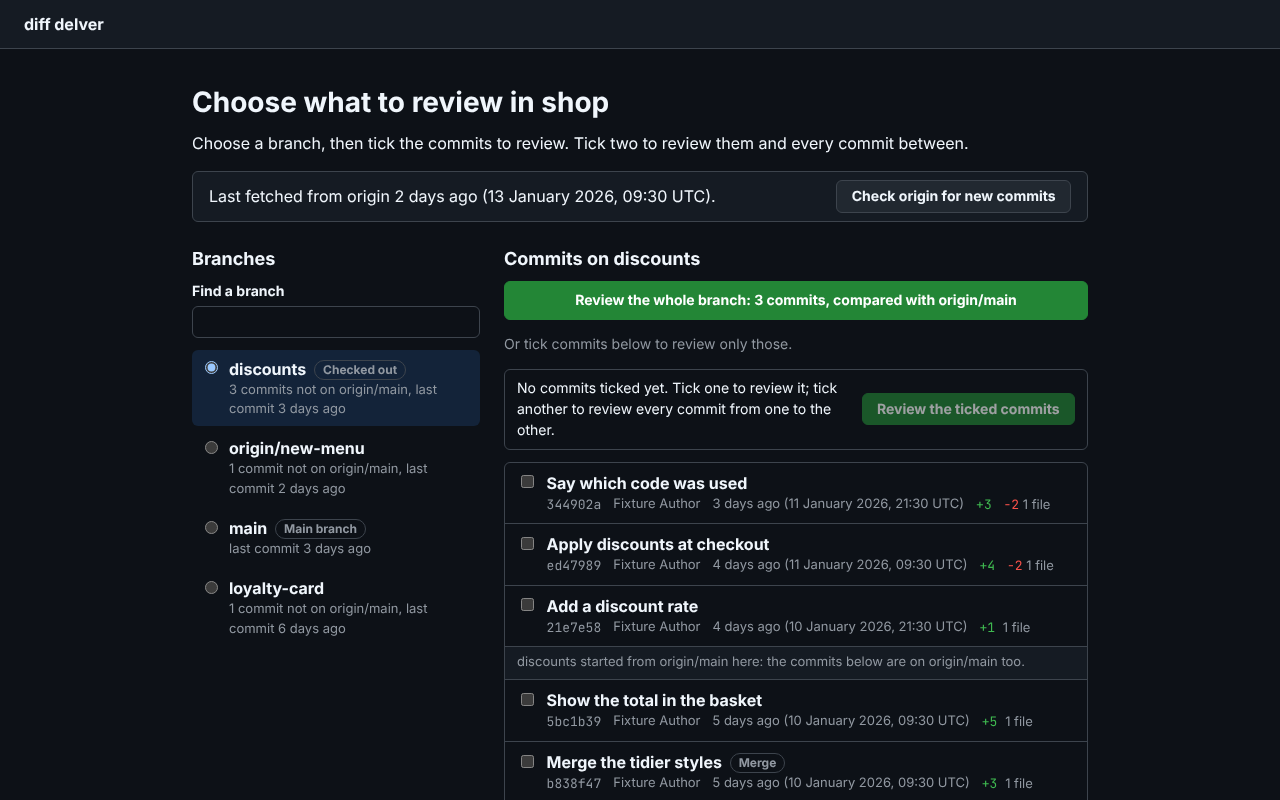 diff delver
Choose what to review in shop
Choose a branch, then tick the commits to review. Tick two to review them and every commit between.
Last fetched from origin 2 days ago (13 January 2026, 09:30 UTC).
Check origin for new commits
Branches
Find a branch
discounts Checked out
3 commits not on origin/main, last
commit 3 days ago
origin/new-menu
1 commit not on origin/main, last
commit 2 days ago
main Main branch
last commit 3 days ago
loyalty-card
1 commit not on origin/main, last
commit 6 days ago
Commits on discounts
Review the whole branch: 3 commits, compared with origin/main
Or tick commits below to review only those.
No commits ticked yet. Tick one to review it; tick
another to review every commit from one to the
other.
Review the ticked commits
Say which code was used
344902a Fixture Author 3 days ago (11 January 2026, 21:30 UTC) +3 -2 1 file
Apply discounts at checkout
ed47989 Fixture Author 4 days ago (11 January 2026, 09:30 UTC) +4 -2 1 file
Add a discount rate
21e7e58 Fixture Author 4 days ago (10 January 2026, 21:30 UTC) +1 1 file
discounts started from origin/main here: the commits below are on origin/main too.
Show the total in the basket
5bc1b39 Fixture Author 5 days ago (10 January 2026, 09:30 UTC) +5 1 file
Merge the tidier styles Merge
b838f47 Fixture Author 5 days ago (10 January 2026, 09:30 UTC) +3 1 file